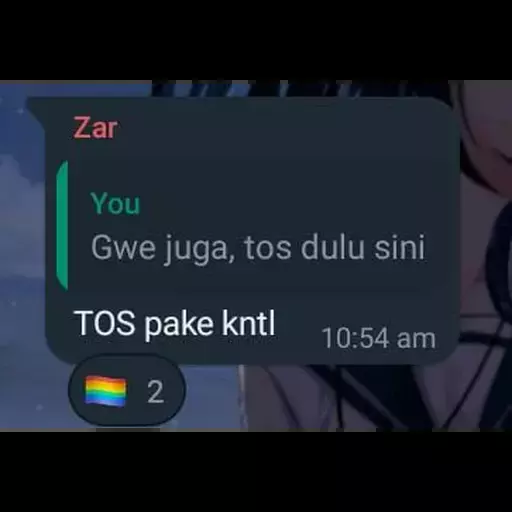 Zar
You
Gwe juga, tos dulu sini
TOS pake kntl
10:54 am
🏳️‍🌈 2